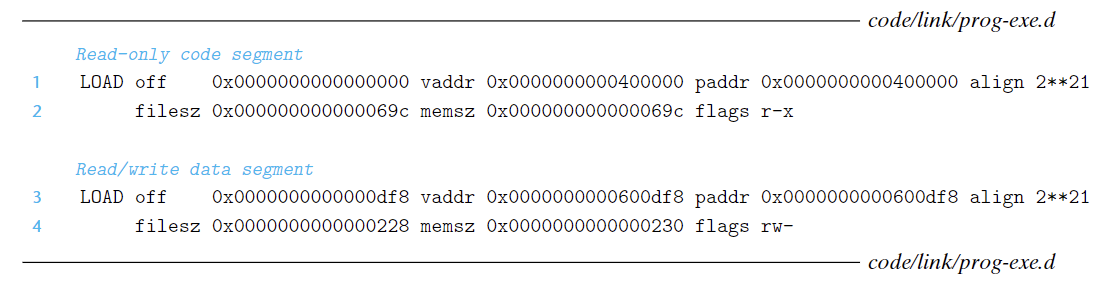 code/link/prog-exe.d
Read-only code segment
1 LOAD off 0x0000000000000000 vaddr 0x0000000000400000 paddr 0x0000000000400000 align 2**21
2 filesz 0x000000000000069c memsz 0x000000000000069c flags r-x
Read/write data segment
3 LOAD off 0x0000000000000df8 vaddr 0x0000000000600df8 paddr 0x0000000000600df8 align 2**21
4 filesz 0x0000000000000228 memsz 0x0000000000000230 flags rw-
code/link/prog-exe.d